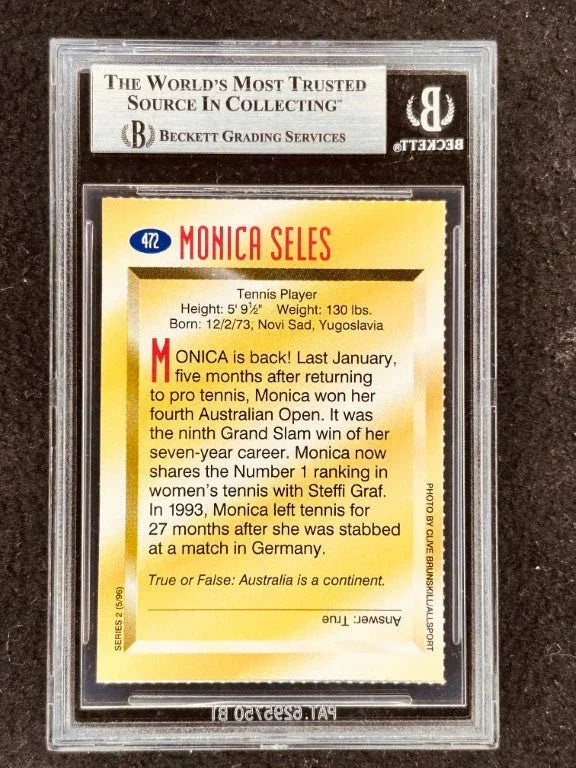 THE WORLD'S MOST TRUSTED
SOURCE IN COLLECTING™
B BECKETT GRADING SERVICES
B
BECKETT®
472 MONICA SELES
Tennis Player
Height: 5' 9½" Weight: 130 lbs.
Born: 12/2/73, Novi Sad, Yugoslavia
MONICA is back! Last January,
five months after returning
to pro tennis, Monica won her
fourth Australian Open. It was
the ninth Grand Slam win of her
seven-year career. Monica now
shares the Number 1 ranking in
women's tennis with Steffi Graf.
In 1993, Monica left tennis for
27 months after she was stabbed
at a match in Germany.
True or False: Australia is a continent.
Answer: True
SERIES 2 (5/96)
PHOTO BY CLIVE BRUNSKILL/ALLSPORT
PAT. 6295750 B1